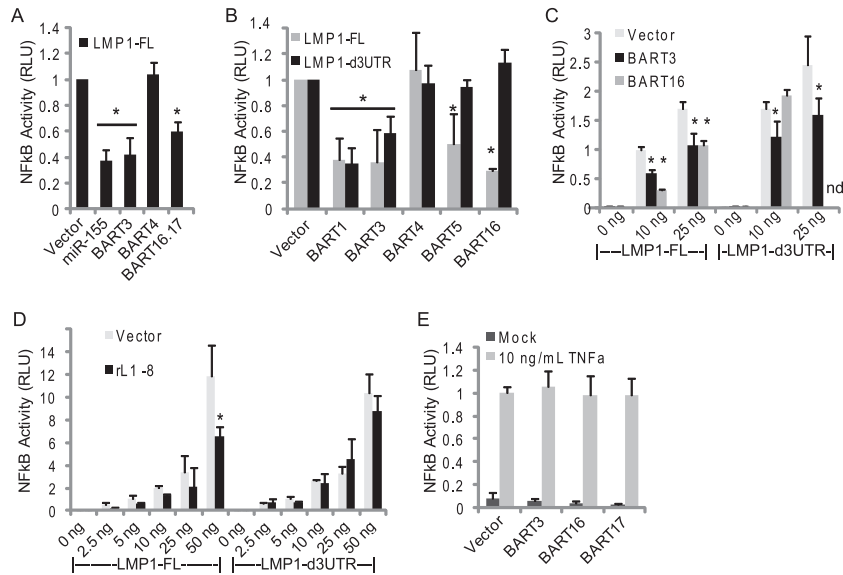 A
NFkB Activity (RLU)
LMP1-FL
1.4
1.2
1
0.8
0.6
0.4
0.2
0
*
*
Vector
miR-155
BART3
BART4
BART16.17
B
NFkB Activity (RLU)
LMP1-FL
LMP1-d3UTR
1.4
1.2
1
0.8
0.6
0.4
0.2
0
*
*
*
Vector
BART1
BART3
BART4
BART5
BART16
C
NFkB Activity (RLU)
Vector
BART3
BART16
3
2.5
2
1.5
1
0.5
0
* *
* *
*
*
nd
0 ng
10 ng
25 ng
0 ng
10 ng
25 ng
|---LMP1-FL---| |-LMP1-d3UTR-|
D
NFkB Activity (RLU)
Vector
rL1-8
14
12
10
8
6
4
2
0
*
0 ng
2.5 ng
5 ng
10 ng
25 ng
50 ng
0 ng
2.5 ng
5 ng
10 ng
25 ng
50 ng
|------LMP1-FL------| |-----LMP1-d3UTR-----|
E
NFkB Activity (RLU)
Mock
10 ng/mL TNFa
1.4
1.2
1
0.8
0.6
0.4
0.2
0
Vector
BART3
BART16
BART17